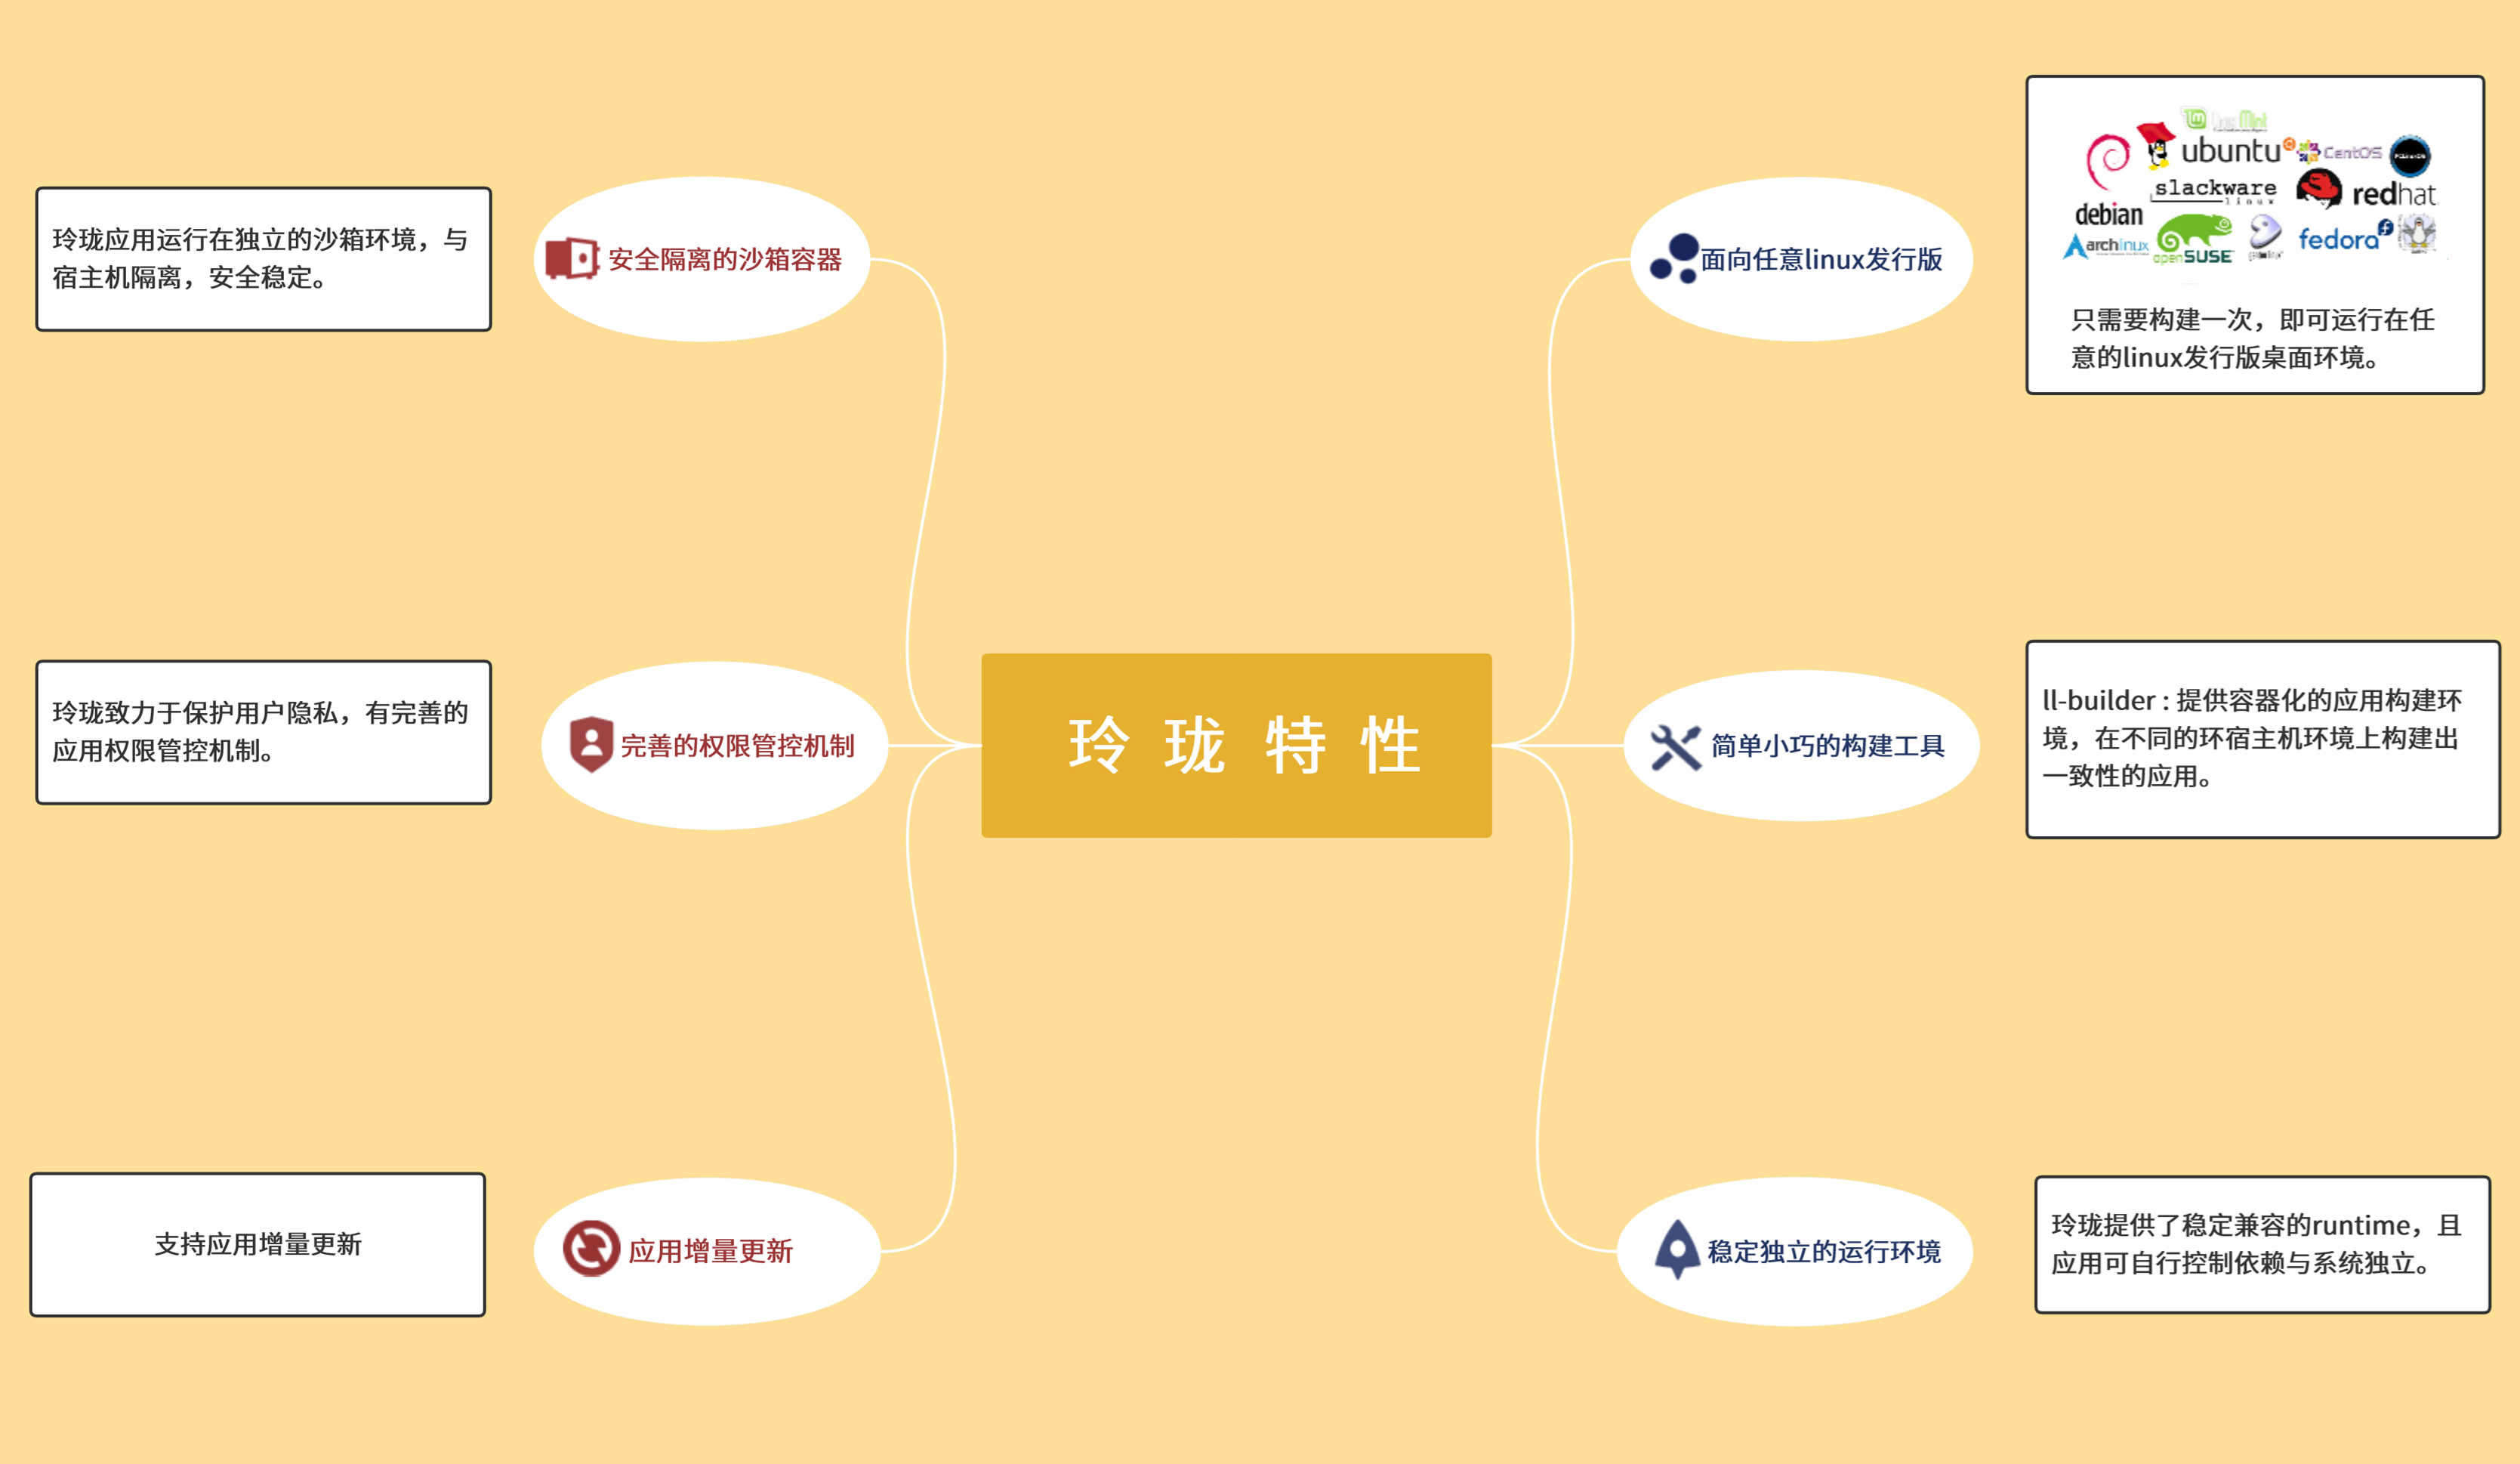 玲珑应用运行在独立的沙箱环境，与
宿主机隔离，安全稳定。
安全隔离的沙箱容器
玲珑致力于保护用户隐私，有完善的
应用权限管控机制。
完善的权限管控机制
支持应用增量更新
应用增量更新
玲 珑 特 性
面向任意linux发行版
ubuntu
CentOS
slackware
linux
redhat
debian
archlinux
openSUSE
fedora
只需要构建一次，即可运行在任
意的linux发行版桌面环境。
简单小巧的构建工具
ll-builder : 提供容器化的应用构建环
境，在不同的环宿主机环境上构建出
一致性的应用。
稳定独立的运行环境
玲珑提供了稳定兼容的runtime，且
应用可自行控制依赖与系统独立。